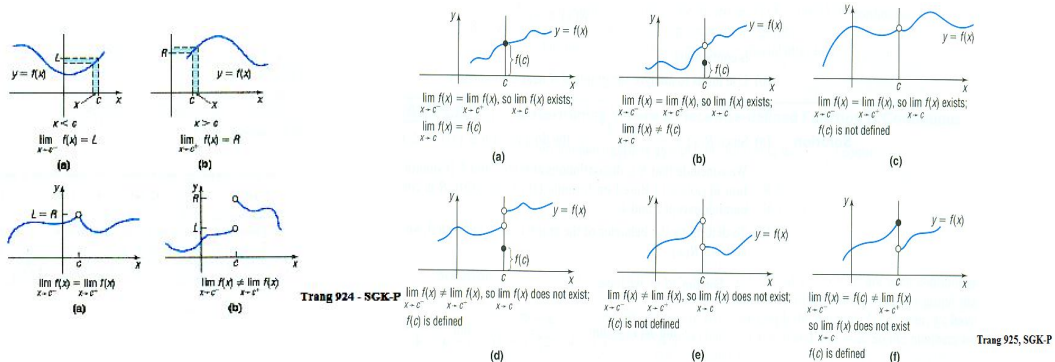 L
y = f(x)
x
c
x
x < c
lim f(x) = L
x→c⁻
(a)
R
y = f(x)
c
x
x
x > c
lim f(x) = R
x→c⁺
(b)
y
L = R
c
x
lim f(x) = lim f(x)
x→c⁻ x→c⁻
(a)
y
R
L
c
x
lim f(x) ≠ lim f(x)
x→c⁻ x→c⁺
(b)
Trang 924 - SGK-P
y
y = f(x)
f(c)
x
lim f(x) = lim f(x), so lim f(x) exists;
x→c⁻ x→c⁺ x→c
lim f(x) = f(c)
x→c
(a)
y
y = f(x)
f(c)
c
x
lim f(x) = lim f(x), so lim f(x) exists;
x→c⁻ x→c⁺ x→c
lim f(x) ≠ f(c)
x→c
(b)
y
y = f(x)
c
x
lim f(x) = lim f(x), so lim f(x) exists;
x→c⁻ x→c⁺ x→c
f(c) is not defined
(c)
y
y = f(x)
f(c)
c
x
lim f(x) ≠ lim f(x), so lim f(x) does not exist;
x→c⁻ x→c⁺ x→c
f(c) is defined
(d)
y
y = f(x)
c
x
lim f(x) ≠ lim f(x), so lim f(x) does not exist;
x→c⁻ x→c⁺ x→c
f(c) is not defined
(e)
y
y = f(x)
c
x
lim f(x) = f(c) ≠ lim f(x)
x→c⁻ x→c⁺
so lim f(x) does not exist
x→c
f(c) is defined
(f)
Trang 925, SGK-P